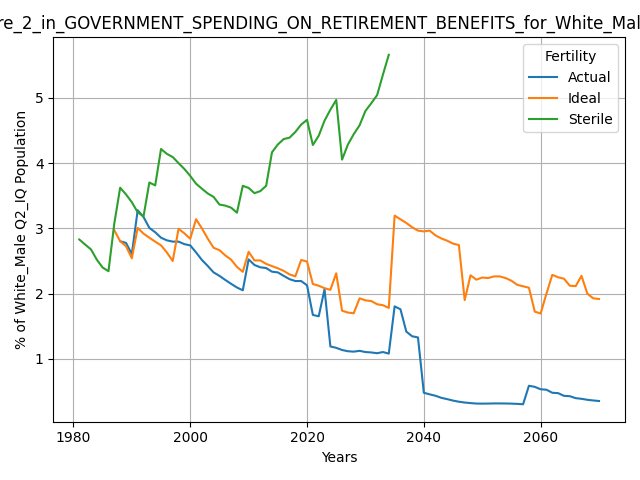 re_2_in_GOVERNMENT_SPENDING_ON_RETIREMENT_BENEFITS_for_White_Mal
Fertility
Actual
Ideal
Sterile
% of White_Male Q2_IQ Population
5
4
3
2
1
1980
2000
2020
2040
2060
Years